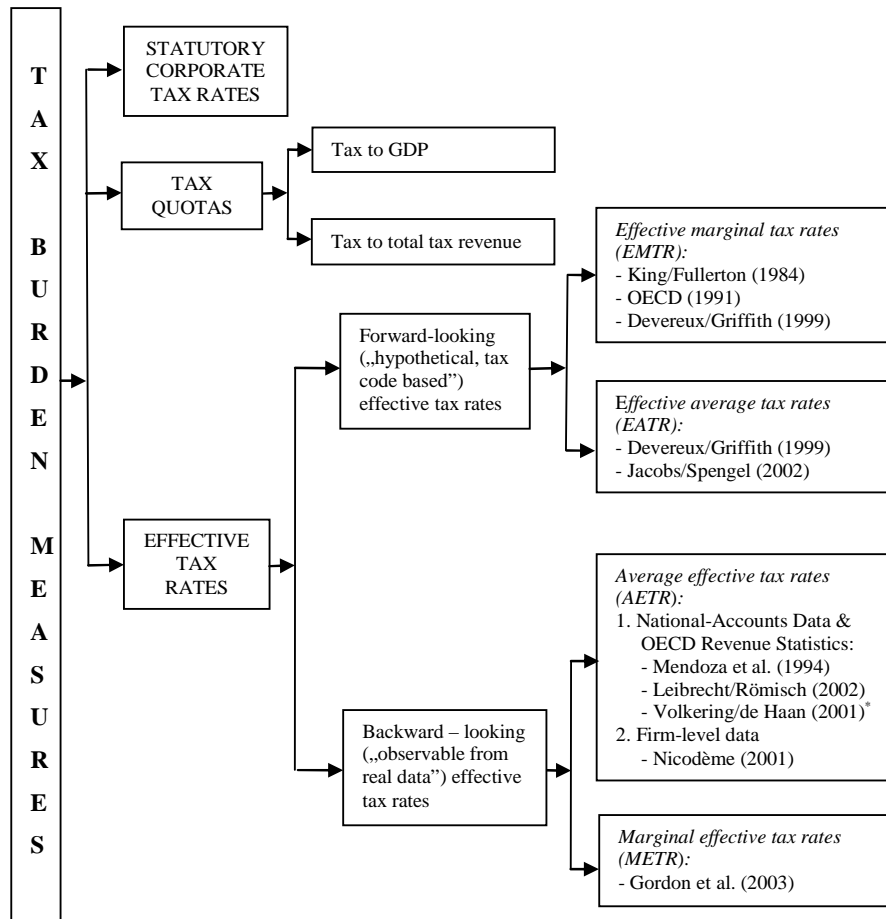 TAX BURDEN MEASURES
STATUTORY
CORPORATE
TAX RATES
TAX
QUOTAS
Tax to GDP
Tax to total tax revenue
EFFECTIVE
TAX
RATES
Forward-looking
(„hypothetical, tax
code based”)
effective tax rates
Effective marginal tax rates
(EMTR):
- King/Fullerton (1984)
- OECD (1991)
- Devereux/Griffith (1999)
Effective average tax rates
(EATR):
- Devereux/Griffith (1999)
- Jacobs/Spengel (2002)
Backward – looking
(„observable from
real data”) effective
tax rates
Average effective tax rates
(AETR):
1. National-Accounts Data &
OECD Revenue Statistics:
- Mendoza et al. (1994)
- Leibrecht/Römisch (2002)
- Volkering/de Haan (2001)*
2. Firm-level data
- Nicodème (2001)
Marginal effective tax rates
(METR):
- Gordon et al. (2003)